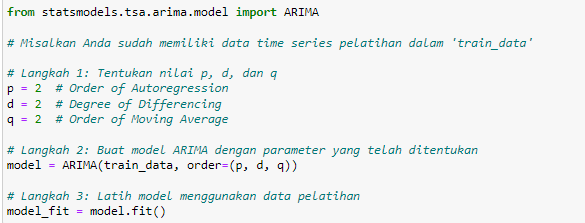 from statsmodels.tsa.arima.model import ARIMA
# Misalkan Anda sudah memiliki data time series pelatihan dalam 'train_data'
# Langkah 1: Tentukan nilai p, d, dan q
p = 2  # Order of Autoregression
d = 2  # Degree of Differencing
q = 2  # Order of Moving Average
# Langkah 2: Buat model ARIMA dengan parameter yang telah ditentukan
model = ARIMA(train_data, order=(p, d, q))
# Langkah 3: Latih model menggunakan data pelatihan
model_fit = model.fit()